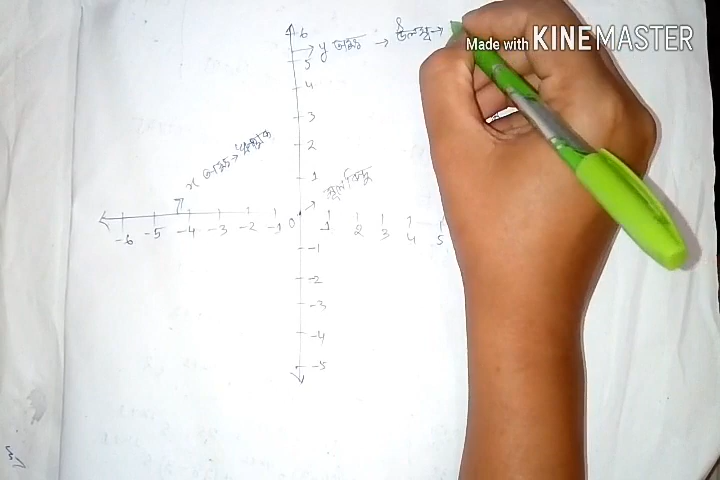 Made with KINEMASTER
6
y অক্ষ → উলম্ব →
5
4
3
2
1
x অক্ষ →
মূলবিন্দু
-6 -5 -4 -3 -2 -1 0 1 2 3 4 5
-1
-2
-3
-4
-5